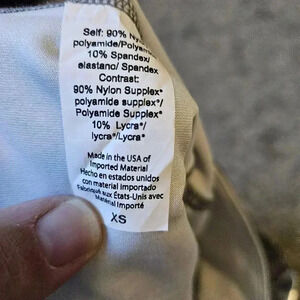 Self: 90% Nylon
polyamide/Polyam
10% Spandex/
elastano/ Spandex
Contrast:
90% Nylon Supplex*
polyamide supplex*/
Polyamide Supplex*
10% Lycra*/
lycra*/Lycra*
Made in the USA of
Imported Material
Hecho en estados unidos
con material importado
Fabriqué aux États-Unis avec
Matériel Importé
XS